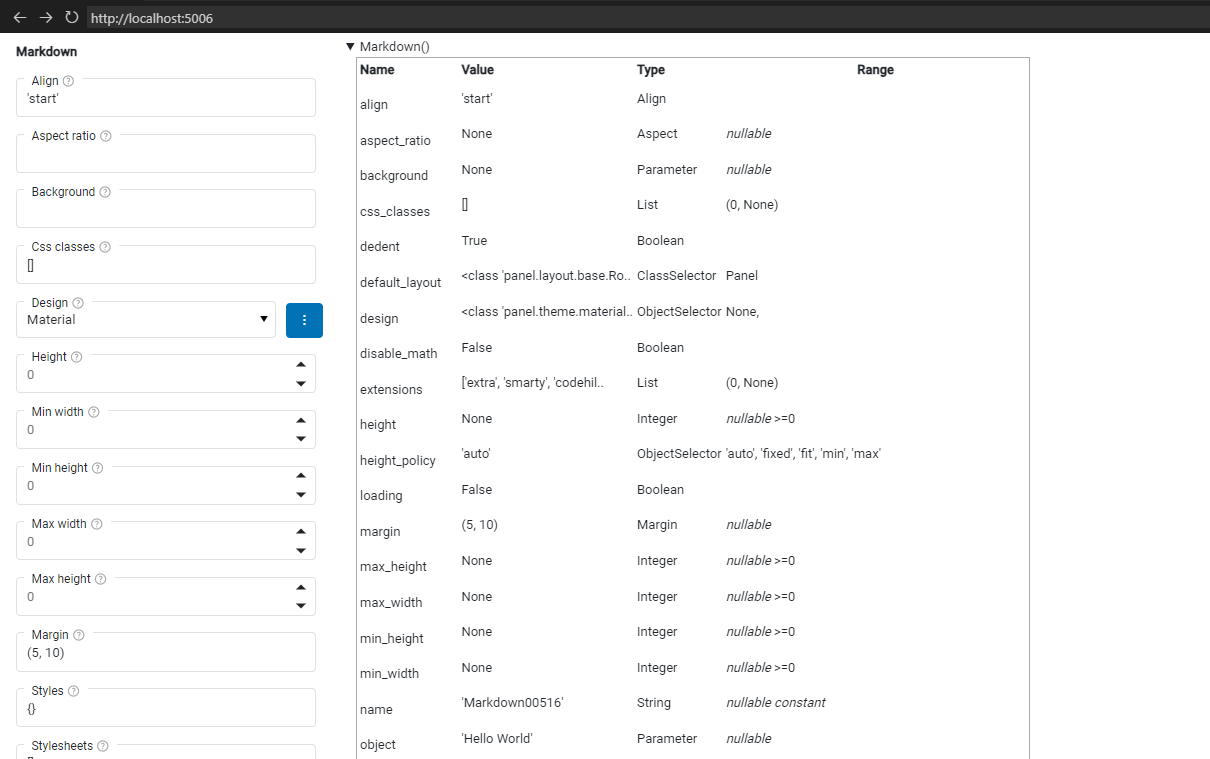 http://localhost:5006
Markdown
Align
'start'
Aspect ratio
Background
Css classes
[]
Design
Material
Height
0
Min width
0
Min height
0
Max width
0
Max height
0
Margin
(5, 10)
Styles
{}
Stylesheets
Markdown()
Name Value Type Range
align 'start' Align
aspect_ratio None Aspect nullable
background None Parameter nullable
css_classes [] List (0, None)
dedent True Boolean
default_layout <class 'panel.layout.base.Ro.. ClassSelector Panel
design <class 'panel.theme.material.. ObjectSelector None,
disable_math False Boolean
extensions ['extra', 'smarty', 'codehil.. List (0, None)
height None Integer nullable >=0
height_policy 'auto' ObjectSelector 'auto', 'fixed', 'fit', 'min', 'max'
loading False Boolean
margin (5, 10) Margin nullable
max_height None Integer nullable >=0
max_width None Integer nullable >=0
min_height None Integer nullable >=0
min_width None Integer nullable >=0
name 'Markdown00516' String nullable constant
object 'Hello World' Parameter nullable